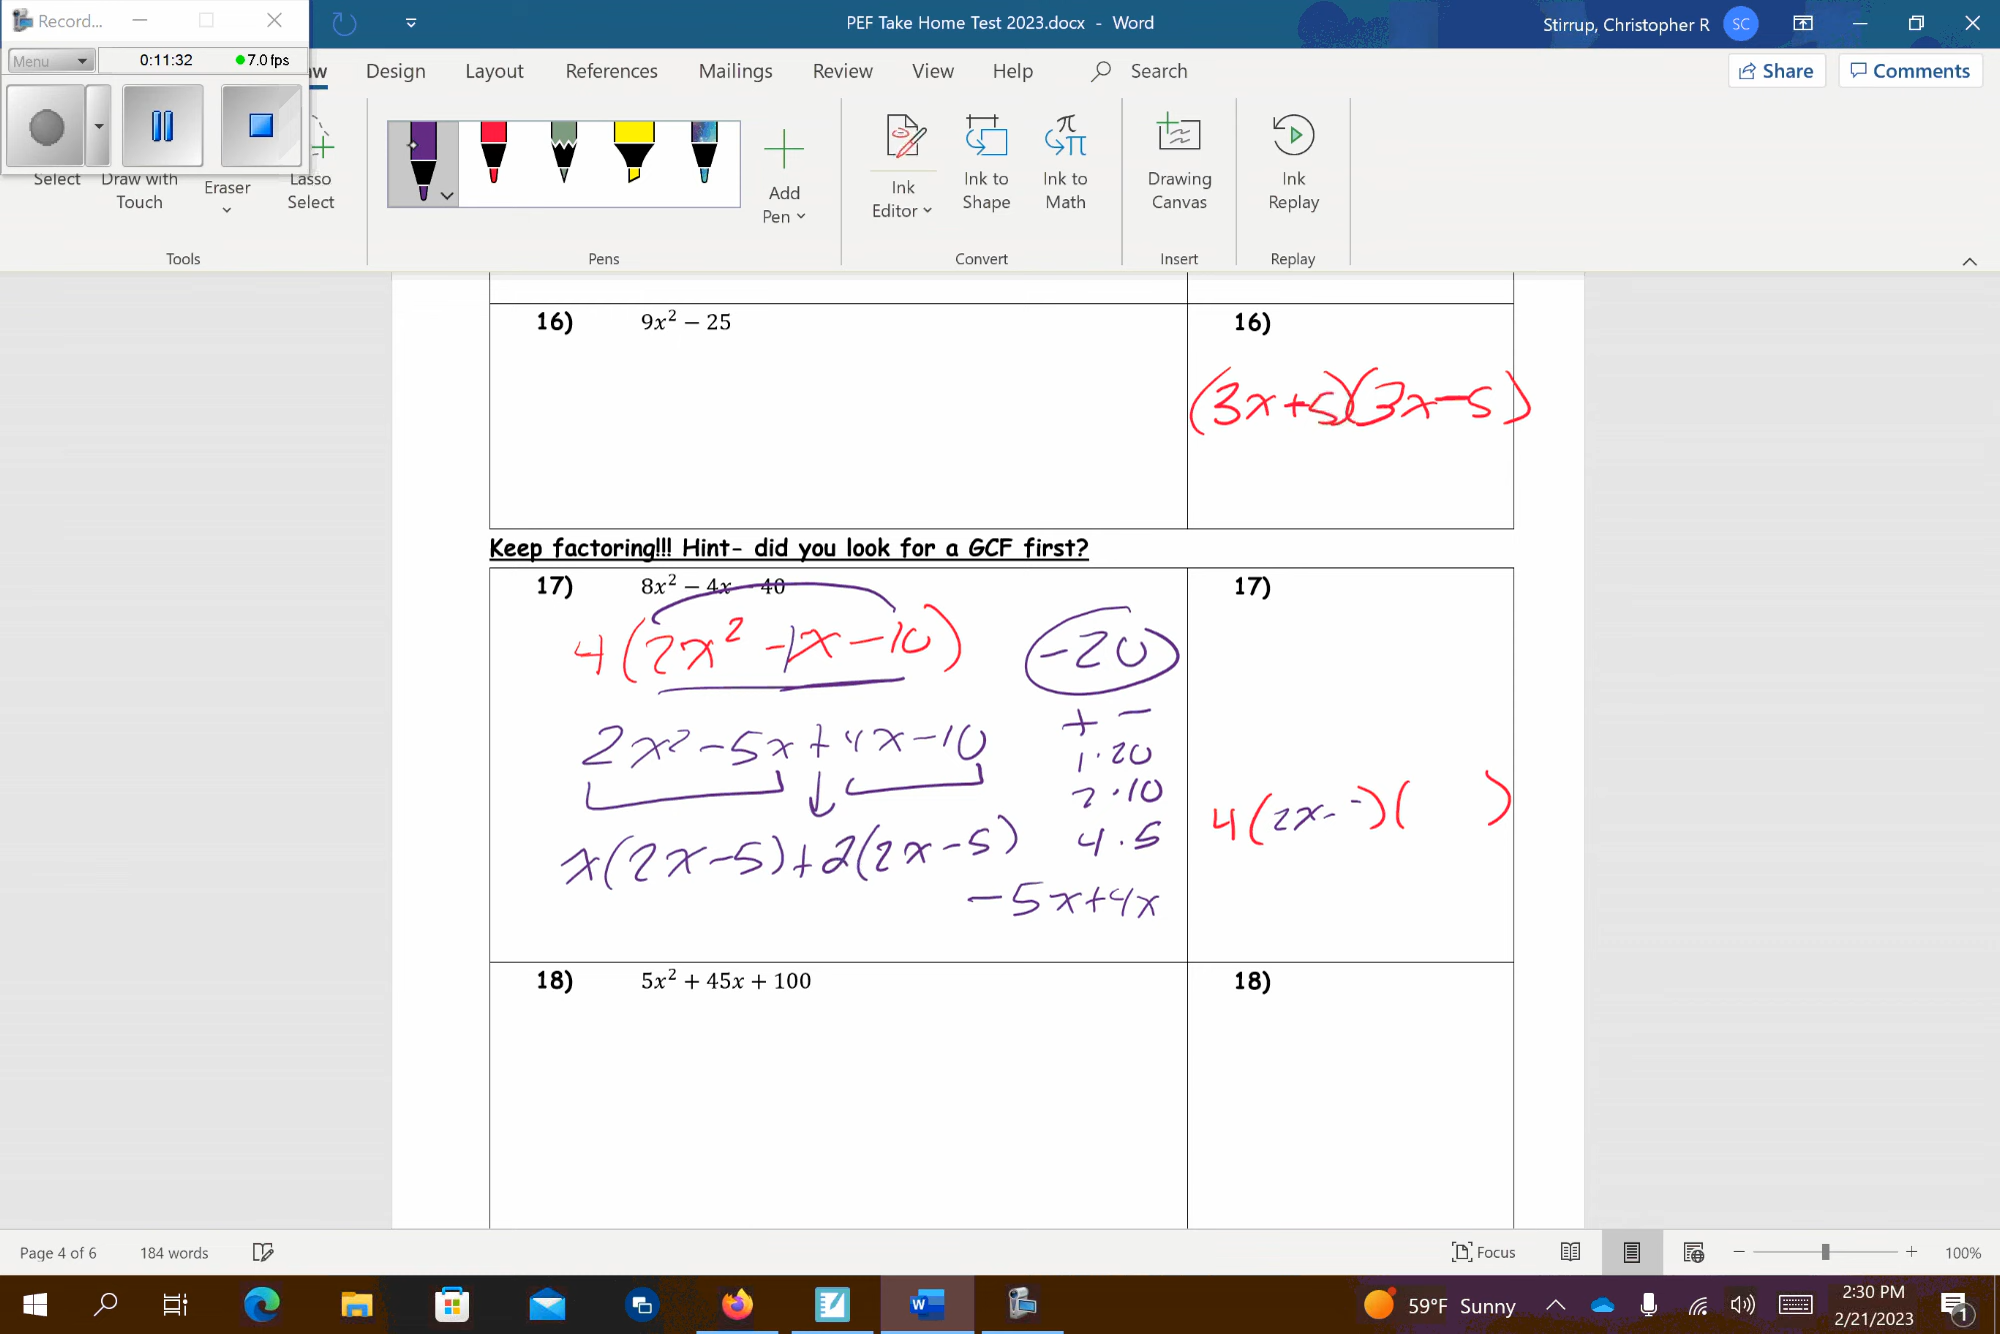 Record...
PEF Take Home Test 2023.docx - Word
Stirrup, Christopher R SC
Menu 0:11:32 7.0 fps
Design Layout References Mailings Review View Help Search
Share Comments
Select
Draw with Touch
Eraser
Lasso Select
Add Pen
Ink Editor
Ink to Shape
Ink to Math
Drawing Canvas
Ink Replay
Tools Pens Convert Insert Replay
16) 9x² − 25 16)
(3x+5)(3x-5)
Keep factoring!!! Hint- did you look for a GCF first?
17) 8x² − 4x 40 17)
4(2x² -1x-10) -20
+ -
2x²-5x+4x-10 1·20
2·10
4(2x- )( )
x(2x-5)+2(2x-5) 4·5
-5x+4x
18) 5x² + 45x + 100 18)
Page 4 of 6 184 words Focus 100%
59°F Sunny
2:30 PM
2/21/2023
1